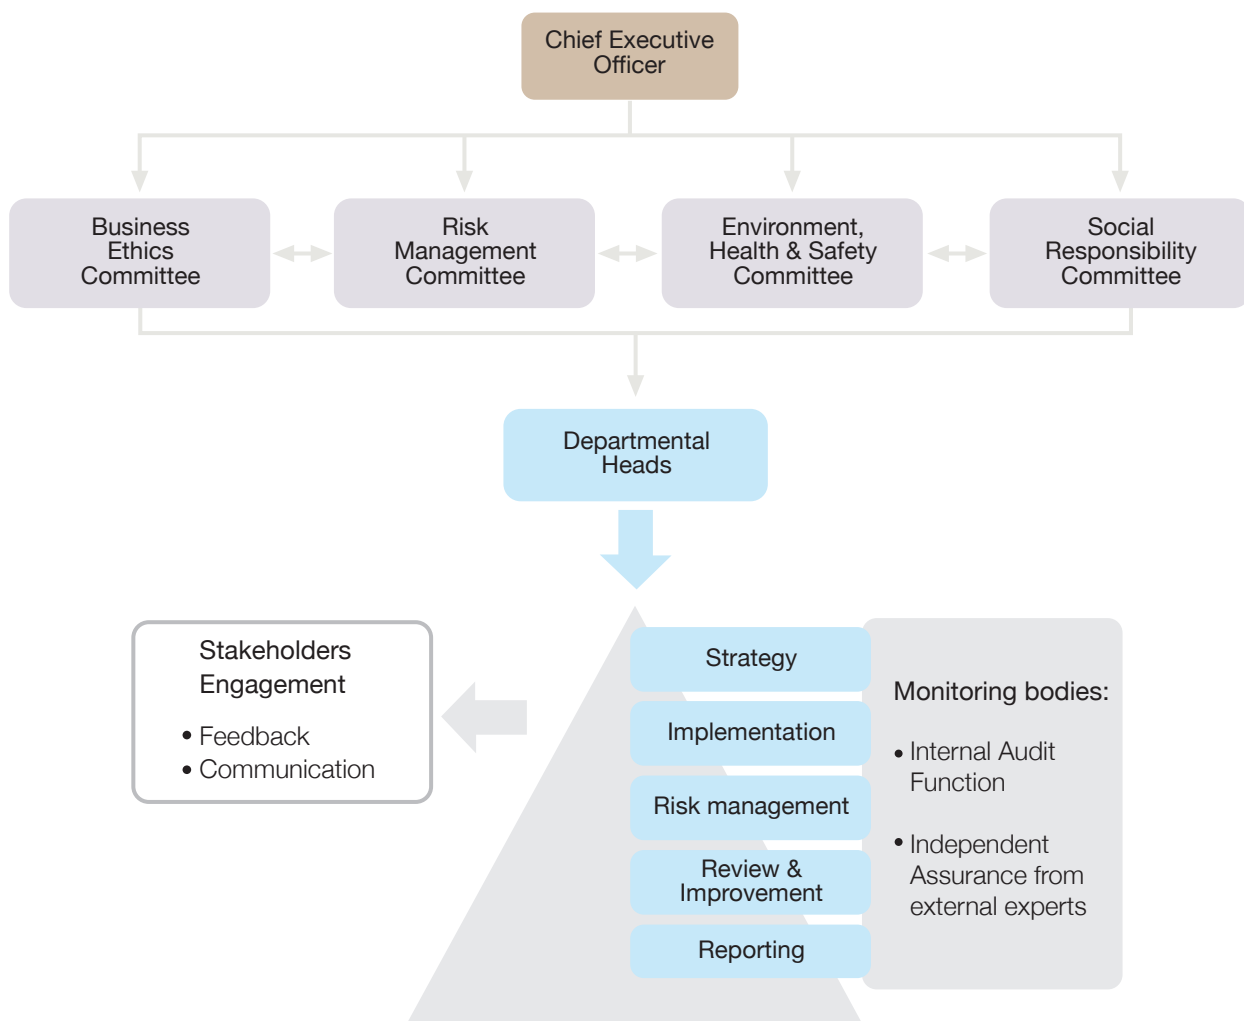 Chief Executive
Officer
Business
Ethics
Committee
Risk
Management
Committee
Environment,
Health & Safety
Committee
Social
Responsibility
Committee
Departmental
Heads
Stakeholders
Engagement
• Feedback
• Communication
Strategy
Implementation
Risk management
Review &
Improvement
Reporting
Monitoring bodies:
• Internal Audit
Function
• Independent
Assurance from
external experts